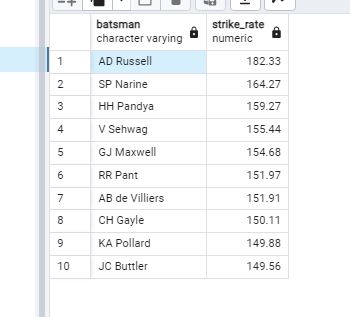 batsman strike_rate
character varying numeric
1 AD Russell 182.33
2 SP Narine 164.27
3 HH Pandya 159.27
4 V Sehwag 155.44
5 GJ Maxwell 154.68
6 RR Pant 151.97
7 AB de Villiers 151.91
8 CH Gayle 150.11
9 KA Pollard 149.88
10 JC Buttler 149.56